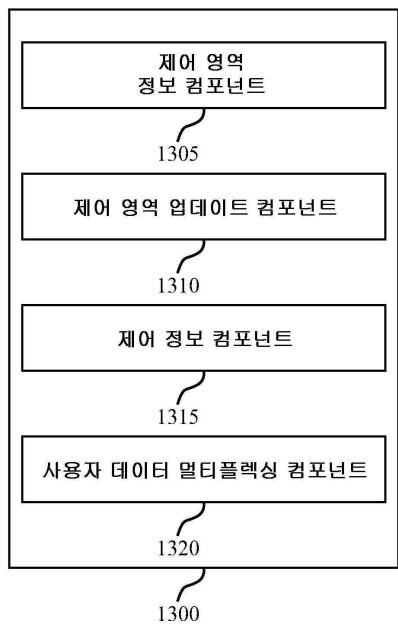 제어 영역
정보 컴포넌트
1305
제어 영역 업데이트 컴포넌트
1310
제어 정보 컴포넌트
1315
사용자 데이터 멀티플렉싱 컴포넌트
1320
1300